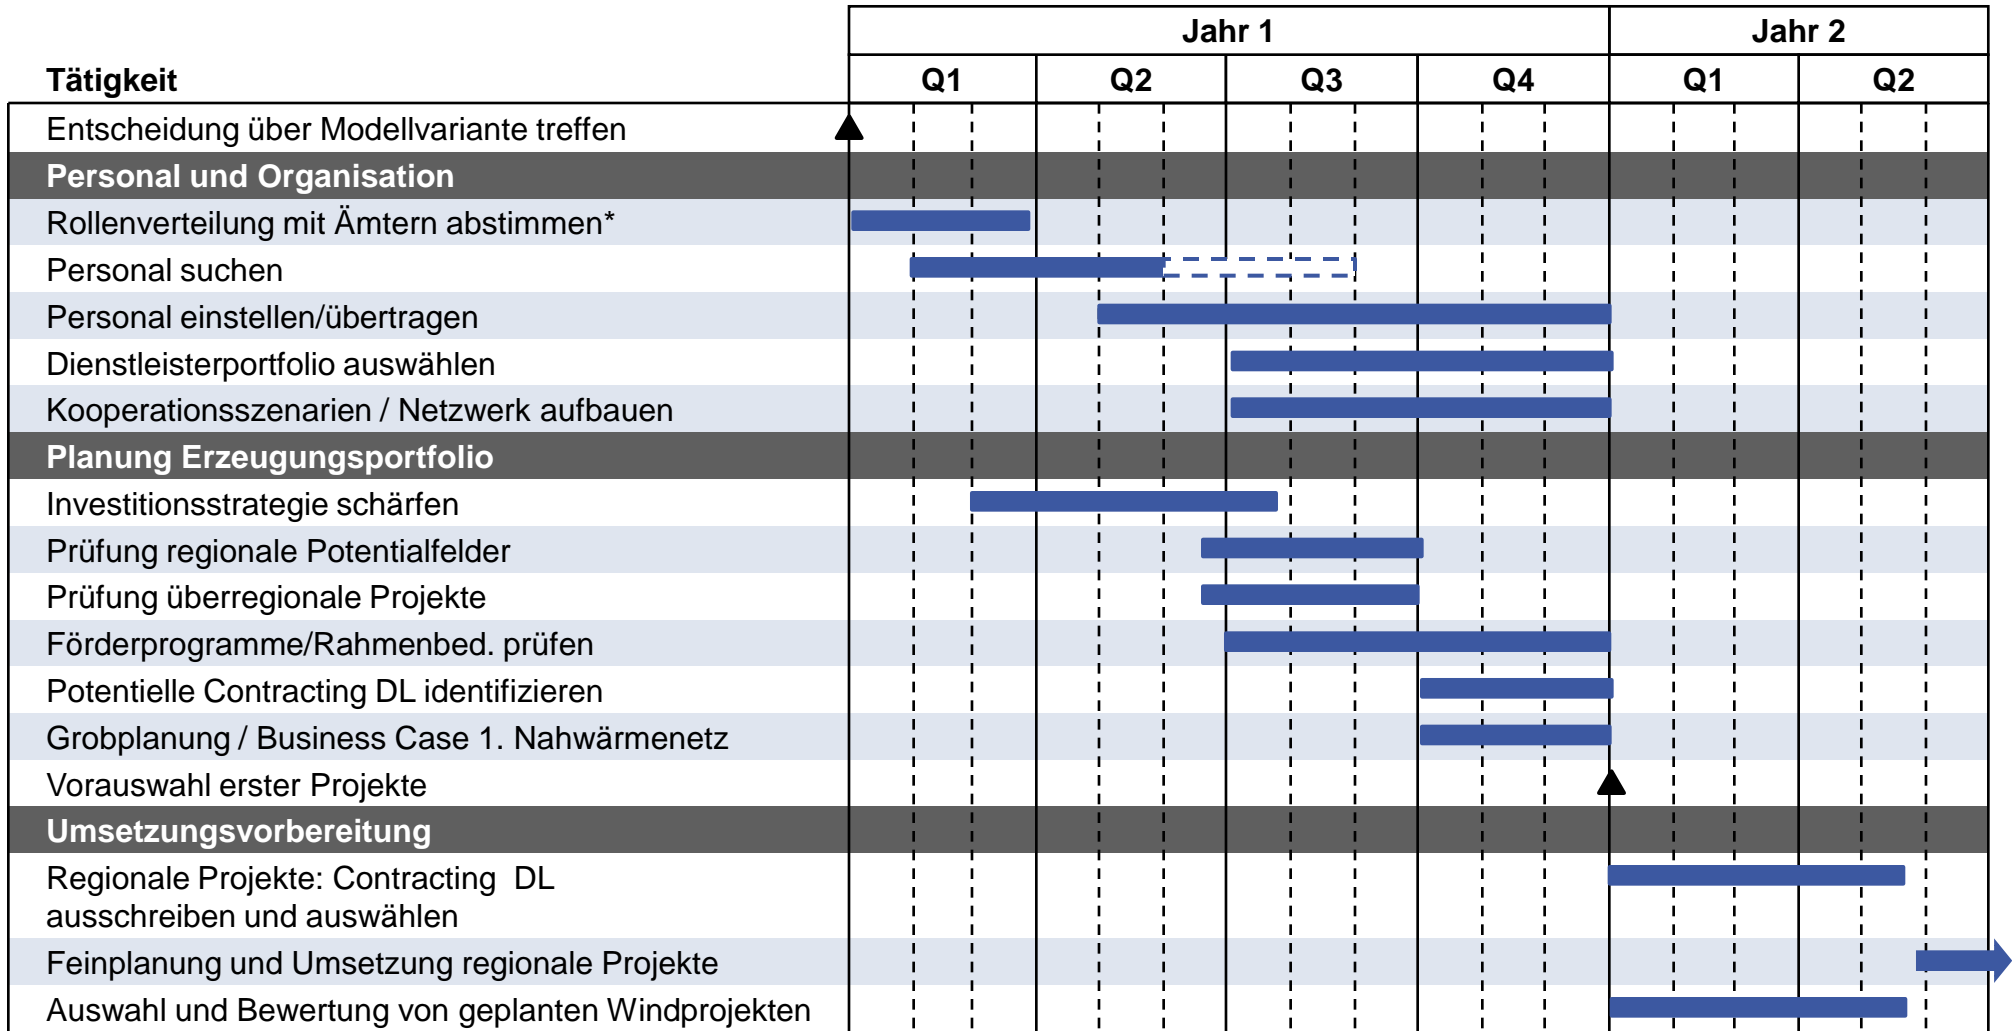 Jahr 1 Jahr 2
Tätigkeit Q1 Q2 Q3 Q4 Q1 Q2
Entscheidung über Modellvariante treffen
Personal und Organisation
Rollenverteilung mit Ämtern abstimmen*
Personal suchen
Personal einstellen/übertragen
Dienstleisterportfolio auswählen
Kooperationsszenarien / Netzwerk aufbauen
Planung Erzeugungsportfolio
Investitionsstrategie schärfen
Prüfung regionale Potentialfelder
Prüfung überregionale Projekte
Förderprogramme/Rahmenbed. prüfen
Potentielle Contracting DL identifizieren
Grobplanung / Business Case 1. Nahwärmenetz
Vorauswahl erster Projekte
Umsetzungsvorbereitung
Regionale Projekte: Contracting DL
ausschreiben und auswählen
Feinplanung und Umsetzung regionale Projekte
Auswahl und Bewertung von geplanten Windprojekten